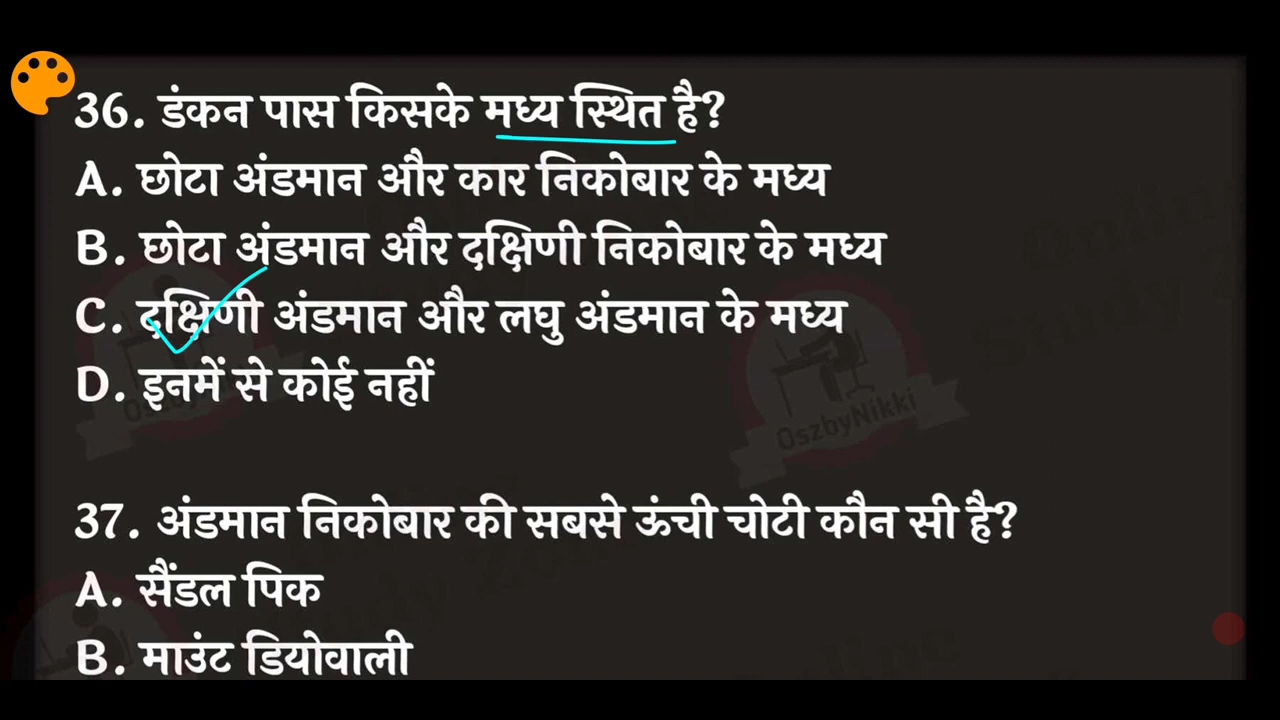 36. डंकन पास किसके मध्य स्थित है?
A. छोटा अंडमान और कार निकोबार के मध्य
B. छोटा अंडमान और दक्षिणी निकोबार के मध्य
C. दक्षिणी अंडमान और लघु अंडमान के मध्य
D. इनमें से कोई नहीं
OszbyNikki
37. अंडमान निकोबार की सबसे ऊंची चोटी कौन सी है?
A. सैंडल पिक
B. माउंट डियोवाली